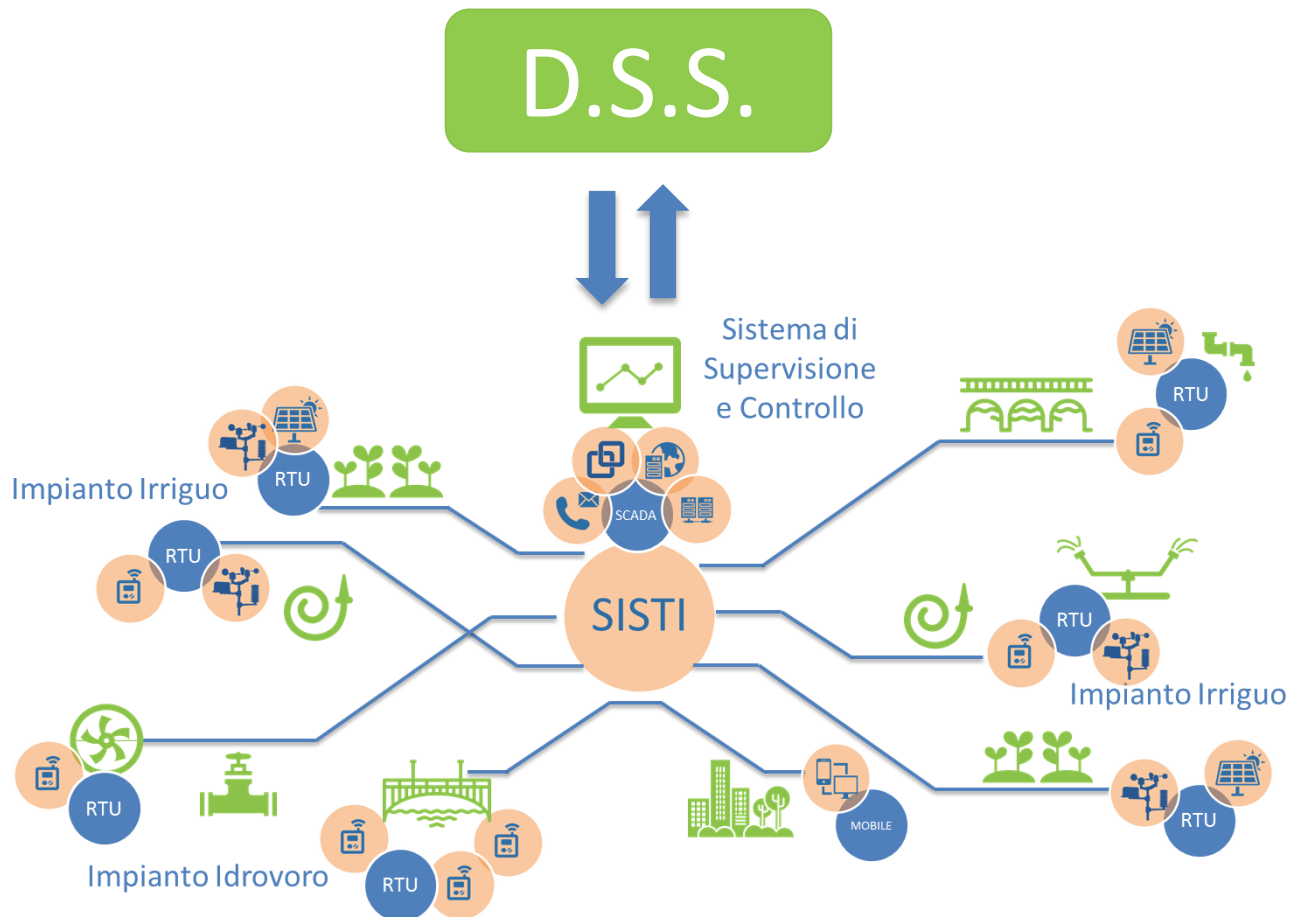 D.S.S.
Sistema di
Supervisione
e Controllo
RTU
RTU
Impianto Irriguo
SCADA
RTU
SISTI
RTU
Impianto Irriguo
RTU
RTU
MOBILE
RTU
Impianto Idrovoro
RTU